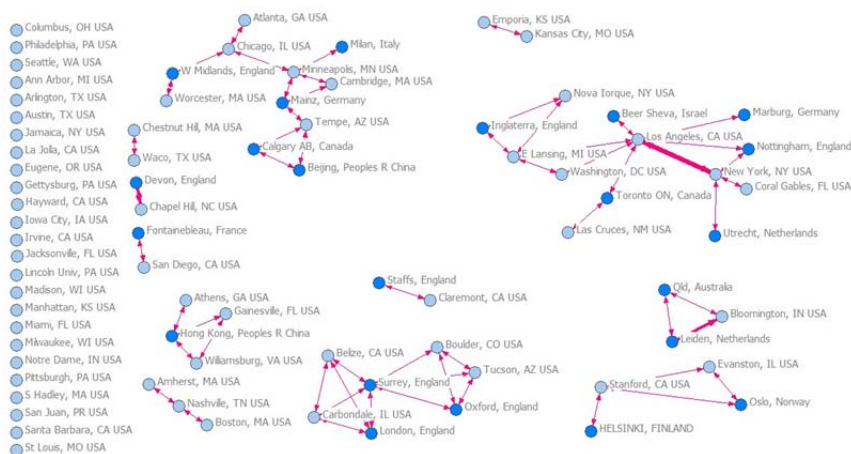 Columbus, OH USA
Philadelphia, PA USA
Seattle, WA USA
Ann Arbor, MI USA
Arlington, TX USA
Austin, TX USA
Jamaica, NY USA
La Jolla, CA USA
Eugene, OR USA
Gettysburg, PA USA
Hayward, CA USA
Iowa City, IA USA
Irvine, CA USA
Jacksonville, FL USA
Lincoln Univ, PA USA
Madison, WI USA
Manhattan, KS USA
Miami, FL USA
Milwaukee, WI USA
Notre Dame, IN USA
Pittsburgh, PA USA
S Hadley, MA USA
San Juan, PR USA
Santa Barbara, CA USA
St Louis, MO USA
Atlanta, GA USA
Chicago, IL USA
Milan, Italy
W Midlands, England
Minneapolis, MN USA
Cambridge, MA USA
Worcester, MA USA
Mainz, Germany
Tempe, AZ USA
Chestnut Hill, MA USA
Calgary AB, Canada
Waco, TX USA
Beijing, Peoples R China
Devon, England
Chapel Hill, NC USA
Fontainebleau, France
San Diego, CA USA
Emporia, KS USA
Kansas City, MO USA
Nova Iorque, NY USA
Beer Sheva, Israel
Marburg, Germany
Inglaterra, England
Los Angeles, CA USA
Nottingham, England
E Lansing, MI USA
Washington, DC USA
New York, NY USA
Coral Gables, FL USA
Toronto ON, Canada
Las Cruces, NM USA
Utrecht, Netherlands
Athens, GA USA
Gainesville, FL USA
Hong Kong, Peoples R China
Williamsburg, VA USA
Amherst, MA USA
Nashville, TN USA
Boston, MA USA
Staffs, England
Claremont, CA USA
Belize, CA USA
Boulder, CO USA
Surrey, England
Tucson, AZ USA
Carbondale, IL USA
Oxford, England
London, England
Qld, Australia
Bloomington, IN USA
Leiden, Netherlands
Evanston, IL USA
Stanford, CA USA
Oslo, Norway
HELSINKI, FINLAND